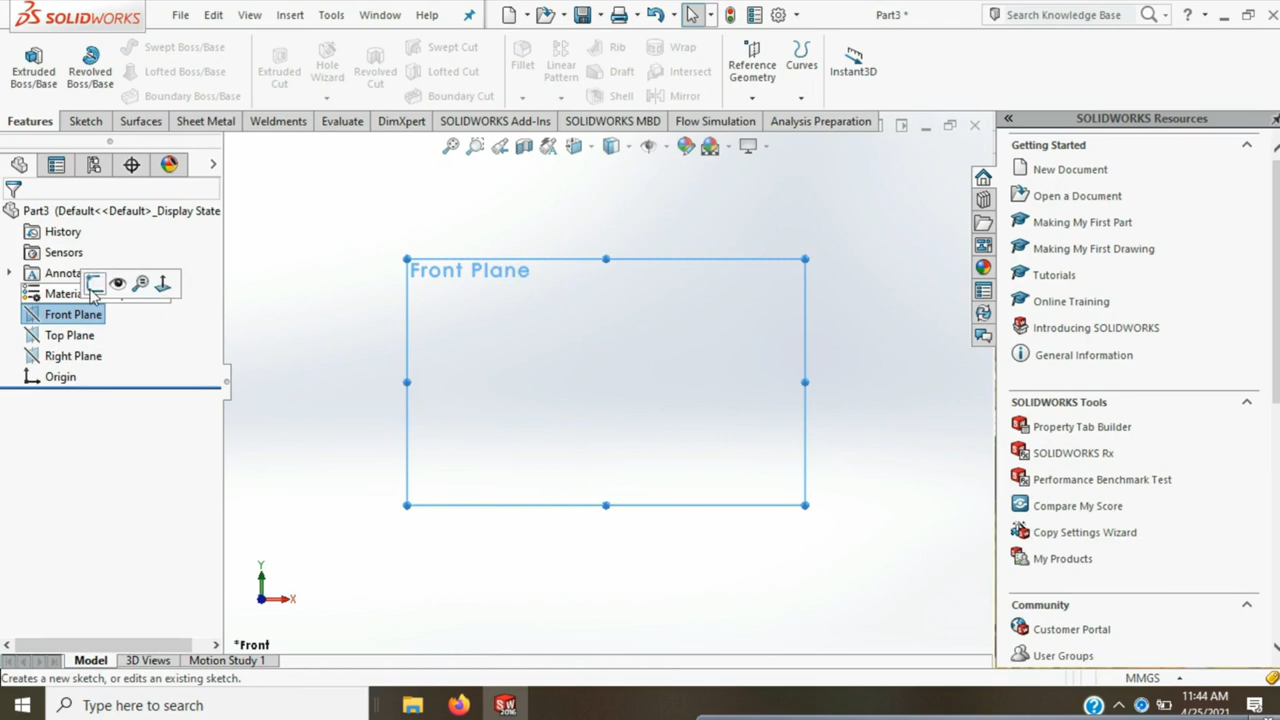 SOLIDWORKS
File Edit View Insert Tools Window Help
Part3 *
Search Knowledge Base
Extruded Boss/Base
Revolved Boss/Base
Swept Boss/Base
Lofted Boss/Base
Boundary Boss/Base
Extruded Cut
Hole Wizard
Revolved Cut
Swept Cut
Lofted Cut
Boundary Cut
Fillet
Linear Pattern
Rib
Draft
Shell
Wrap
Intersect
Mirror
Reference Geometry
Curves
Instant3D
Features Sketch Surfaces Sheet Metal Weldments Evaluate DimXpert SOLIDWORKS Add-Ins SOLIDWORKS MBD Flow Simulation Analysis Preparation
SOLIDWORKS Resources
Part3 (Default<<Default>_Display State
History
Sensors
Annota
Materia
Front Plane
Top Plane
Right Plane
Origin
Front Plane
Y
X
*Front
Getting Started
New Document
Open a Document
Making My First Part
Making My First Drawing
Tutorials
Online Training
Introducing SOLIDWORKS
General Information
SOLIDWORKS Tools
Property Tab Builder
SOLIDWORKS Rx
Performance Benchmark Test
Compare My Score
Copy Settings Wizard
My Products
Community
Customer Portal
User Groups
Model 3D Views Motion Study 1
Creates a new sketch, or edits an existing sketch.
MMGS
Type here to search
SW
2016
11:44 AM
4/25/2021